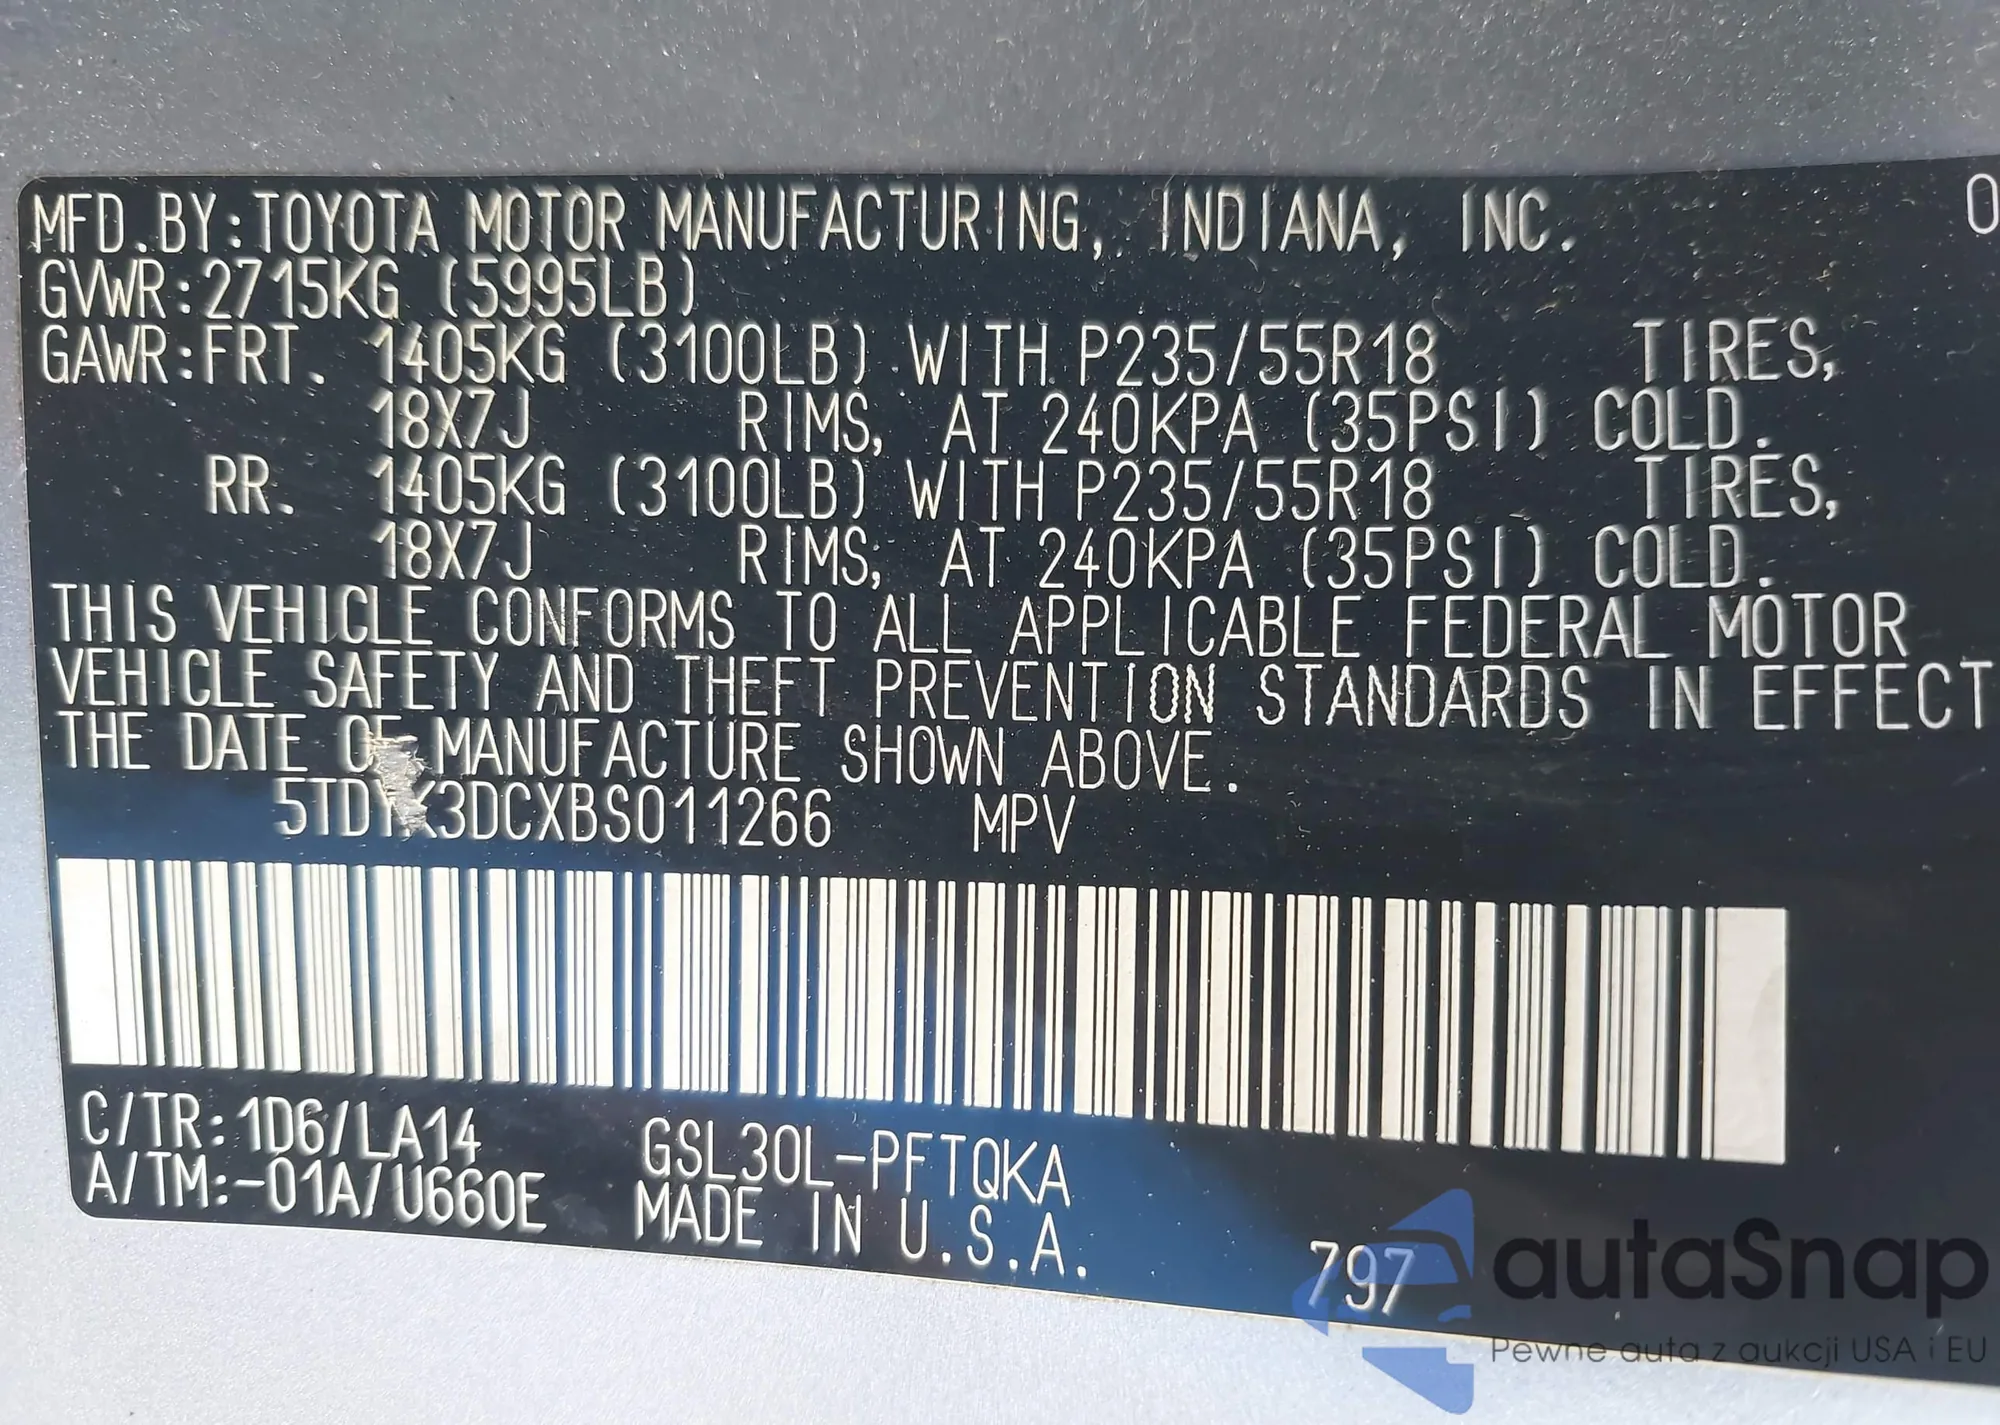 MFD.BY:TOYOTA MOTOR MANUFACTURING, INDIANA, INC. 0
GVWR:2715KG (5995LB)
GAWR:FRT. 1405KG (3100LB) WITH P235/55R18 TIRES,
18X7J RIMS, AT 240KPA (35PSI) COLD.
RR. 1405KG (3100LB) WITH P235/55R18 TIRES,
18X7J RIMS, AT 240KPA (35PSI) COLD.
THIS VEHICLE CONFORMS TO ALL APPLICABLE FEDERAL MOTOR
VEHICLE SAFETY AND THEFT PREVENTION STANDARDS IN EFFECT
THE DATE OF MANUFACTURE SHOWN ABOVE.
5TDYK3DCXBS011266 MPV
C/TR:1D6/LA14 GSL30L-PFTQKA
A/TM:-01A/U660E MADE IN U.S.A.
797
autaSnap
Pewne auta z aukcji USA i EU